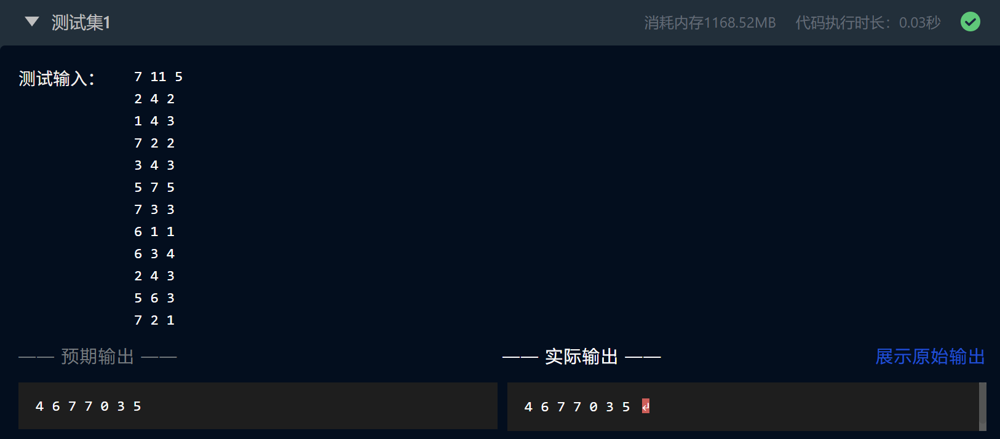 测试集1 消耗内存1168.52MB 代码执行时长：0.03秒
测试输入： 7 11 5
2 4 2
1 4 3
7 2 2
3 4 3
5 7 5
7 3 3
6 1 1
6 3 4
2 4 3
5 6 3
7 2 1
—— 预期输出 —— —— 实际输出 —— 展示原始输出
4 6 7 7 0 3 5 4 6 7 7 0 3 5 ↵